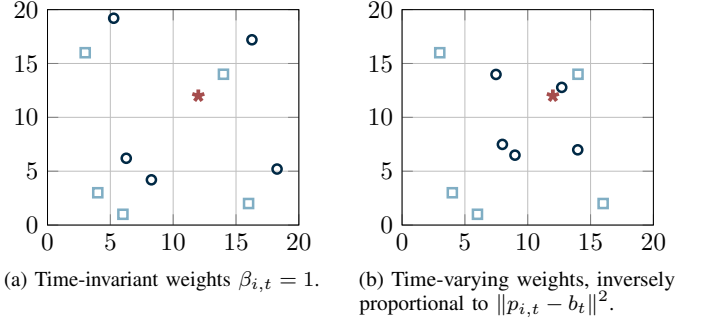 20
15
10
5
0
0 5 10 15 20
(a) Time-invariant weights β_{i,t} = 1.
20
15
10
5
0
0 5 10 15 20
(b) Time-varying weights, inversely
proportional to ‖p_{i,t} − b_t‖².